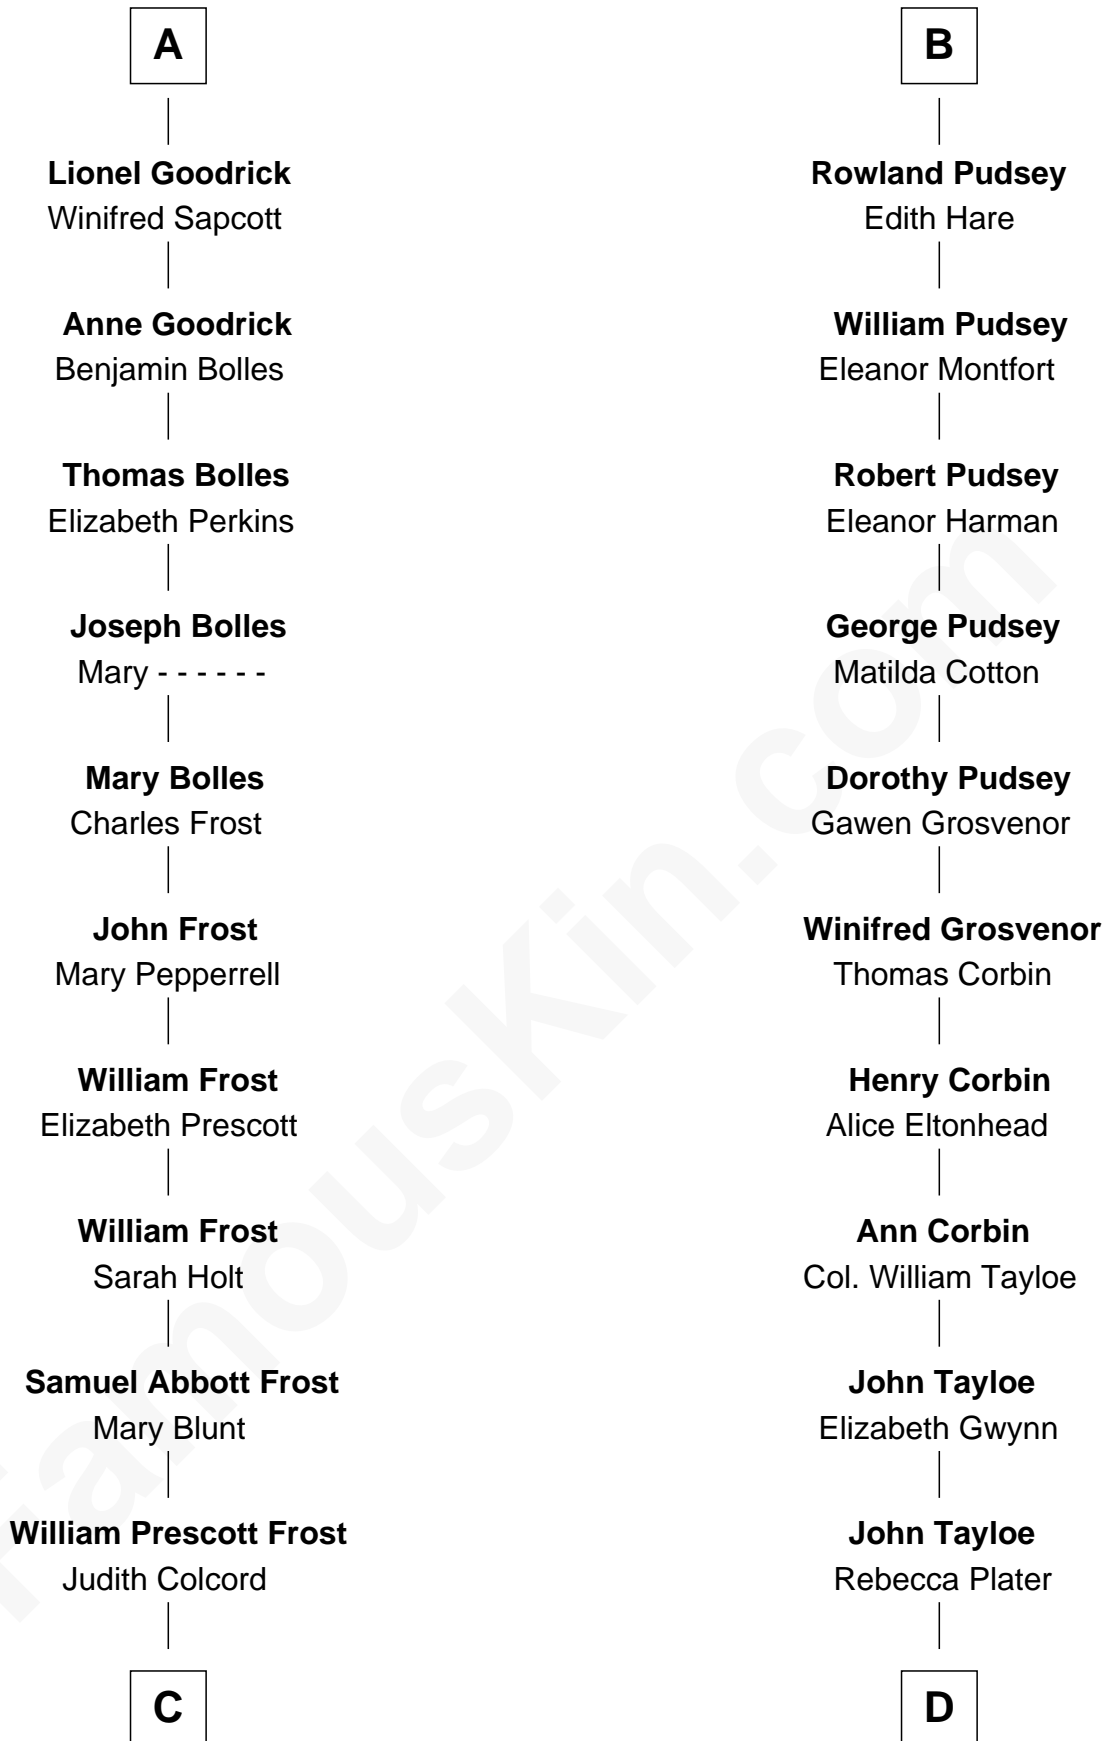 A
Lionel Goodrick
Winifred Sapcott
Anne Goodrick
Benjamin Bolles
Thomas Bolles
Elizabeth Perkins
Joseph Bolles
Mary - - - - - -
Mary Bolles
Charles Frost
John Frost
Mary Pepperrell
William Frost
Elizabeth Prescott
William Frost
Sarah Holt
Samuel Abbott Frost
Mary Blunt
William Prescott Frost
Judith Colcord
C
B
Rowland Pudsey
Edith Hare
William Pudsey
Eleanor Montfort
Robert Pudsey
Eleanor Harman
George Pudsey
Matilda Cotton
Dorothy Pudsey
Gawen Grosvenor
Winifred Grosvenor
Thomas Corbin
Henry Corbin
Alice Eltonhead
Ann Corbin
Col. William Tayloe
John Tayloe
Elizabeth Gwynn
John Tayloe
Rebecca Plater
D
FamousKin.com